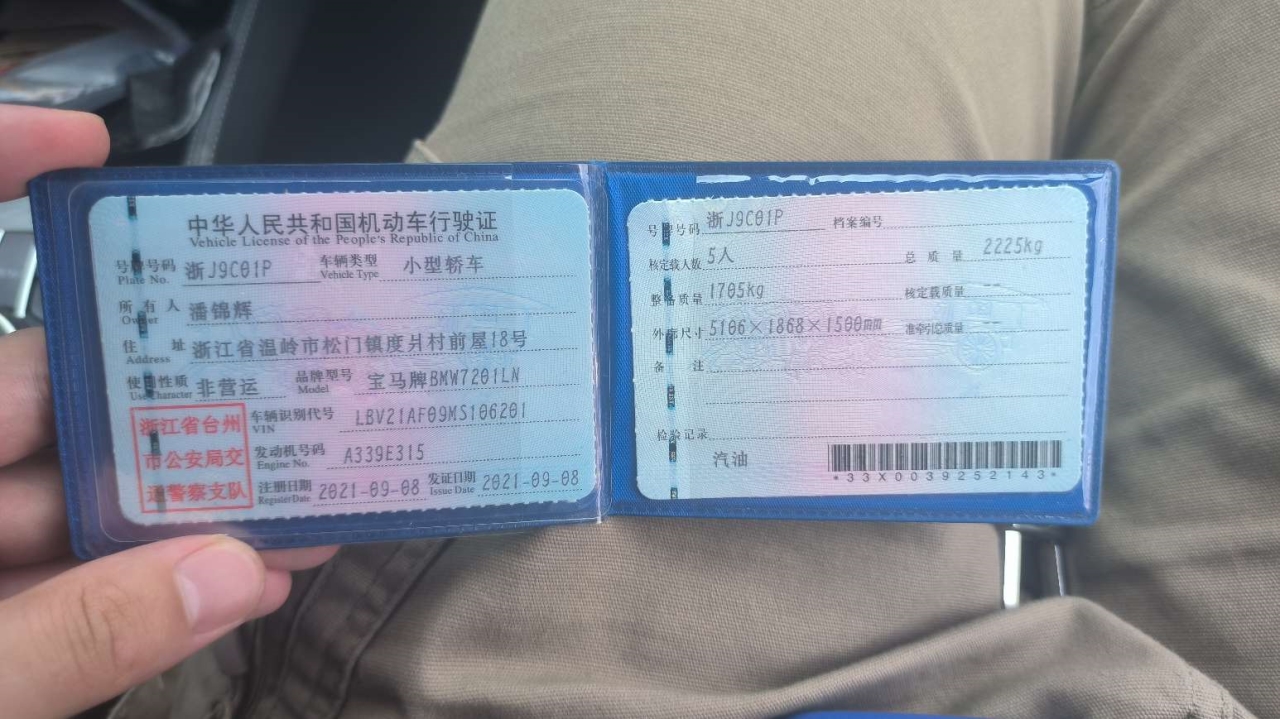 中华人民共和国机动车行驶证
Vehicle License of the People's Republic of China
号牌号码 浙J9C01P 车辆类型 小型轿车
Plate No. Vehicle Type
所有人 潘锦辉
Owner
住址 浙江省温岭市松门镇度爿村前屋18号
Address
使用性质 非营运 品牌型号 宝马牌BMW7201LN
Use Character Model
浙江省台州
市公安局交
通警察支队
车辆识别代号 LBV21AF09MS106201
VIN
发动机号码 A339E315
Engine No.
注册日期 2021-09-08 发证日期 2021-09-08
Register Date Issue Date
号牌号码 浙J9C01P 档案编号
核定载人数 5人 总质量 2225kg
整备质量 1705kg 核定载质量 --
外廓尺寸 5106×1868×1500mm 准牵引总质量 --
备注
检验记录
汽油
*33X0039252143*